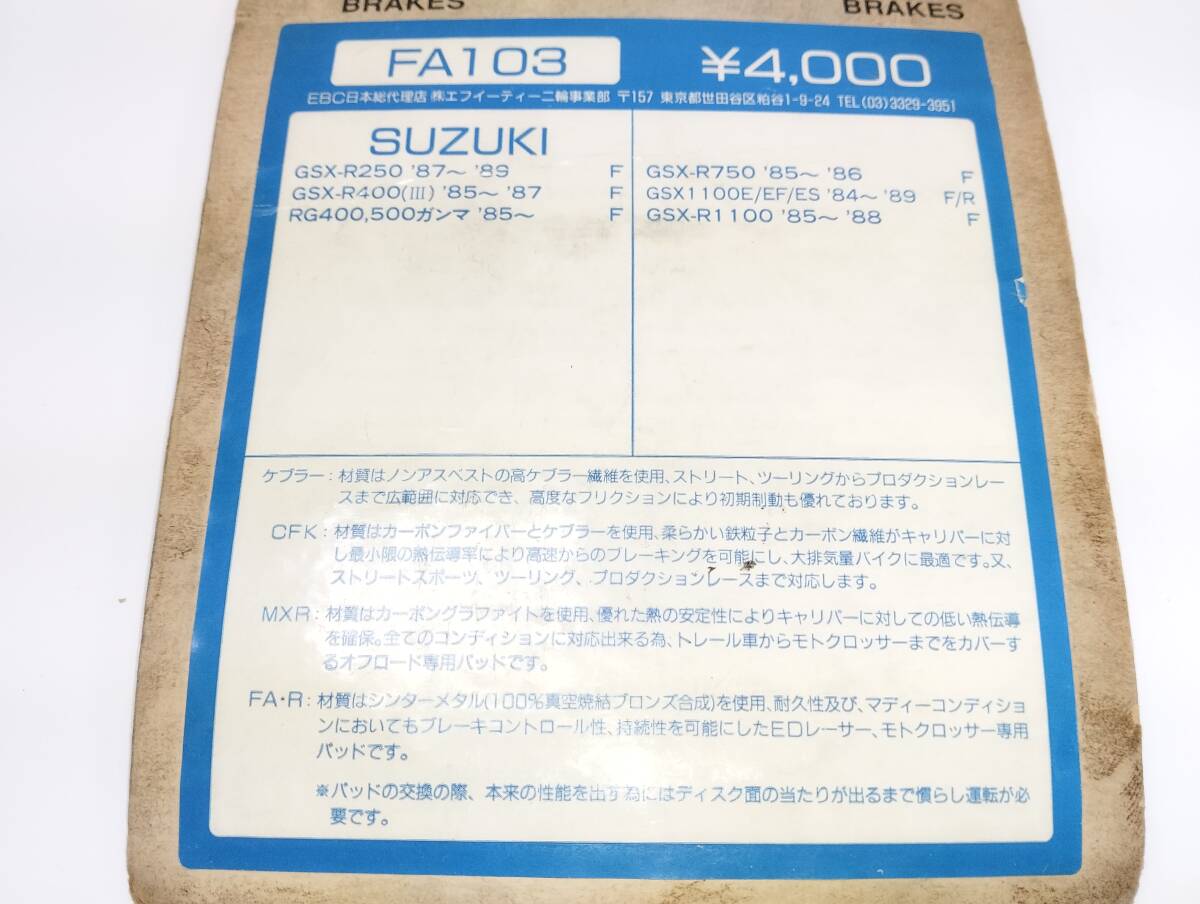 BRAKES BRAKES
FA103 ¥4,000
EBC日本総代理店 ㈱エフイーティー二輪事業部 〒157 東京都世田谷区粕谷1-9-24 TEL(03)3329-3951
SUZUKI
GSX-R250 '87〜 '89 F
GSX-R400(III) '85〜 '87 F
RG400,500ガンマ '85〜 F
GSX-R750 '85〜 '86 F
GSX1100E/EF/ES '84〜 '89 F/R
GSX-R1100 '85〜 '88 F
ケブラー：材質はノンアスベストの高ケブラー繊維を使用、ストリート、ツーリングからプロダクションレー
スまで広範囲に対応でき、高度なフリクションにより初期制動も優れております。
CFK：材質はカーボンファイバーとケブラーを使用、柔らかい鉄粒子とカーボン繊維がキャリパーに対
し最小限の熱伝導率により高速からのブレーキングを可能にし、大排気量バイクに最適です。又、
ストリートスポーツ、ツーリング、プロダクションレースまで対応します。
MXR：材質はカーボングラファイトを使用、優れた熱の安定性によりキャリパーに対しての低い熱伝導
を確保。全てのコンディションに対応出来る為、トレール車からモトクロッサーまでをカバーす
るオフロード専用パッドです。
FA・R：材質はシンターメタル(100%真空焼結ブロンズ合成)を使用、耐久性及び、マディーコンディショ
ンにおいてもブレーキコントロール性、持続性を可能にしたEDレーサー、モトクロッサー専用
パッドです。
※パッドの交換の際、本来の性能を出す為にはディスク面の当たりが出るまで慣らし運転が必
要です。